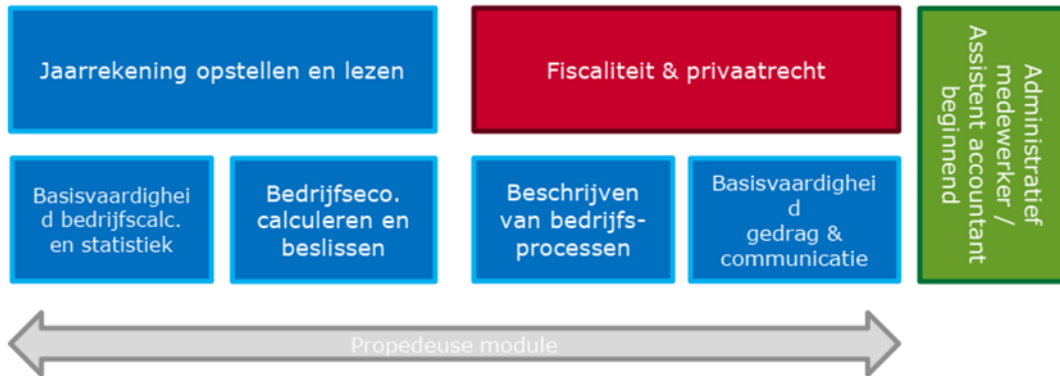 Jaarrekening opstellen en lezen
Fiscaliteit & privaatrecht
Administratief
medewerker /
Assistent accountant
beginnend
Basisvaardighei
d bedrijfscalc.
en statistiek
Bedrijfseco.
calculeren en
beslissen
Beschrijven
van bedrijfs-
processen
Basisvaardighei
d
gedrag &
communicatie
Propedeuse module